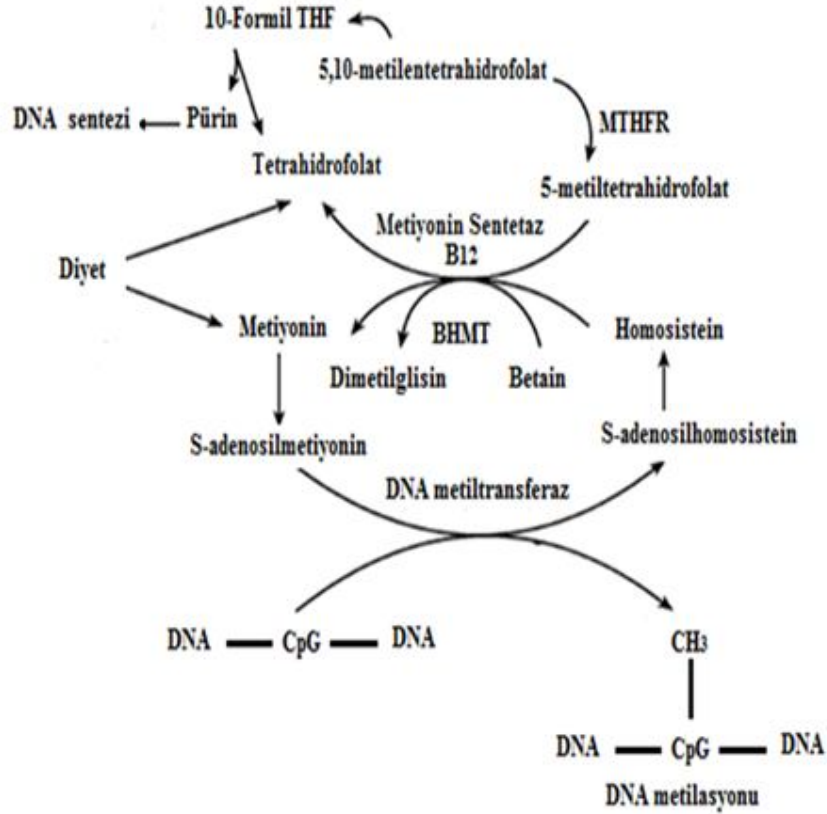 10-Formil THF
5,10-metilentetrahidrofolat
DNA sentezi
Pürin
MTHFR
Tetrahidrofolat
5-metiltetrahidrofolat
Metiyonin Sentetaz
B12
Diyet
Metiyonin
BHMT
Homosistein
Dimetilglisin
Betain
S-adenosilmetiyonin
S-adenosilhomosistein
DNA metiltransferaz
DNA
CpG
DNA
CH3
DNA
CpG
DNA
DNA metilasyonu